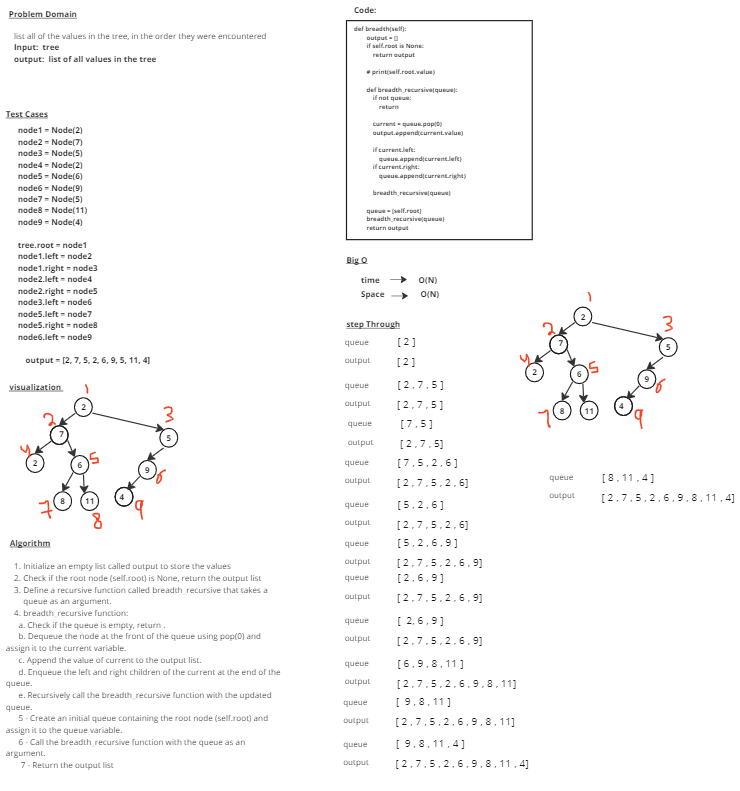 Problem Domain
list all of the values in the tree, in the order they were encountered
Input:  tree
output:  list of all values in the tree
Test Cases
node1 = Node(2)
node2 = Node(7)
node3 = Node(5)
node4 = Node(2)
node5 = Node(6)
node6 = Node(9)
node7 = Node(5)
node8 = Node(11)
node9 = Node(4)
tree.root = node1
node1.left = node2
node1.right = node3
node2.left = node4
node2.right = node5
node3.left = node6
node5.left = node7
node5.right = node8
node6.left = node9
output = [2, 7, 5, 2, 6, 9, 5, 11, 4]
visualization
1
2
2
3
7
5
4
2
6
5
9
6
7
8
11
4
9
8
Algorithm
1. Initialize an empty list called output to store the values
2. Check if the root node (self.root) is None, return the output list
3. Define a recursive function called breadth_recursive that takes a
queue as an argument.
4. breadth_recursive function:
a. Check if the queue is empty, return .
b. Dequeue the node at the front of the queue using pop(0) and
assign it to the current variable.
c. Append the value of current to the output list.
d. Enqueue the left and right children of the current at the end of the
queue.
e. Recursively call the breadth_recursive function with the updated
queue.
5 - Create an initial queue containing the root node (self.root) and
assign it to the queue variable.
6 - Call the breadth_recursive function with the queue as an
argument.
7 - Return the output list
Code:
def breadth(self):
output = []
if self.root is None:
return output
# print(self.root.value)
def breadth_recursive(queue):
if not queue:
return
current = queue.pop(0)
output.append(current.value)
if current.left:
queue.append(current.left)
if current.right:
queue.append(current.right)
breadth_recursive(queue)
queue = [self.root]
breadth_recursive(queue)
return output
Big O
time O(N)
Space O(N)
step Through
queue [ 2 ]
output [ 2 ]
queue [ 2 , 7 , 5 ]
output [ 2 , 7 , 5 ]
queue [ 7 , 5 ]
output [ 2 , 7 , 5]
queue [ 7 , 5 , 2 , 6 ]
output [ 2 , 7 , 5 , 2 , 6]
queue [ 5 , 2 , 6 ]
output [ 2 , 7 , 5 , 2 , 6]
queue [ 5 , 2 , 6 , 9 ]
output [ 2 , 7 , 5 , 2 , 6 , 9]
queue [ 2 , 6 , 9 ]
output [ 2 , 7 , 5 , 2 , 6 , 9]
queue [  2, 6 , 9 ]
output [ 2 , 7 , 5 , 2 , 6 , 9]
queue [ 6 , 9 , 8 , 11 ]
output [ 2 , 7 , 5 , 2 , 6 , 9 , 8 , 11]
queue [  9 , 8 , 11 ]
output [ 2 , 7 , 5 , 2 , 6 , 9 , 8 , 11]
queue [  9 , 8 , 11 , 4 ]
output [ 2 , 7 , 5 , 2 , 6 , 9 , 8 , 11 , 4]
1
2
2
3
7
5
4
2
6
5
9
6
7
8
11
4
9
queue [ 8 , 11 , 4 ]
output [ 2 , 7 , 5 , 2 , 6 , 9 , 8 , 11 , 4]